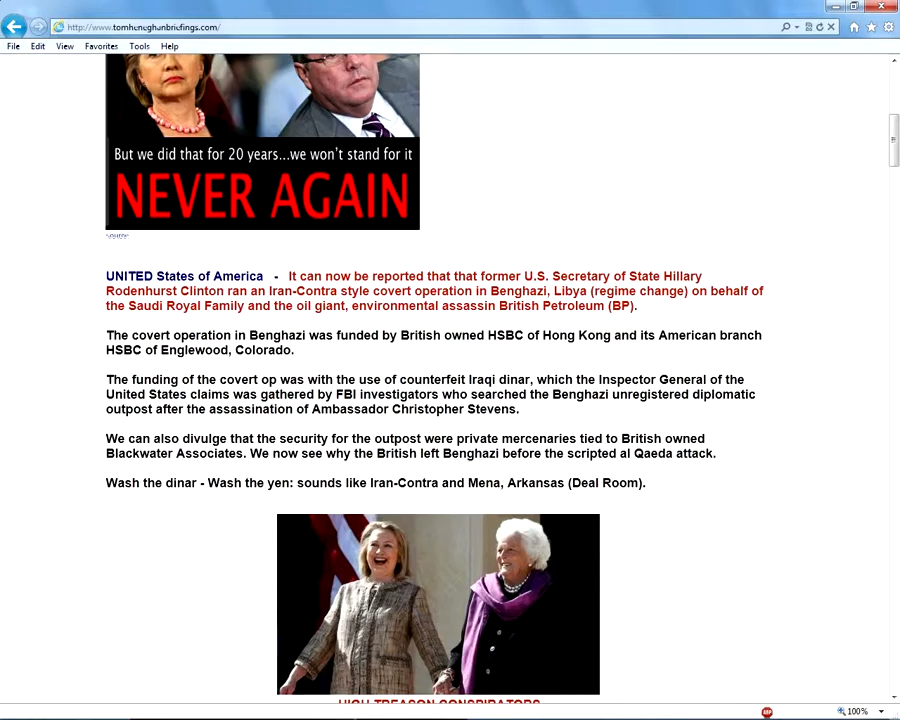 http://www.tomheneghanbriefings.com/
File Edit View Favorites Tools Help
But we did that for 20 years...we won't stand for it
NEVER AGAIN
UNITED States of America - It can now be reported that that former U.S. Secretary of State Hillary
Rodenhurst Clinton ran an Iran-Contra style covert operation in Benghazi, Libya (regime change) on behalf of
the Saudi Royal Family and the oil giant, environmental assassin British Petroleum (BP).
The covert operation in Benghazi was funded by British owned HSBC of Hong Kong and its American branch
HSBC of Englewood, Colorado.
The funding of the covert op was with the use of counterfeit Iraqi dinar, which the Inspector General of the
United States claims was gathered by FBI investigators who searched the Benghazi unregistered diplomatic
outpost after the assassination of Ambassador Christopher Stevens.
We can also divulge that the security for the outpost were private mercenaries tied to British owned
Blackwater Associates. We now see why the British left Benghazi before the scripted al Qaeda attack.
Wash the dinar - Wash the yen: sounds like Iran-Contra and Mena, Arkansas (Deal Room).
HIGH TREASON CONSPIRATORS
ABP
100%